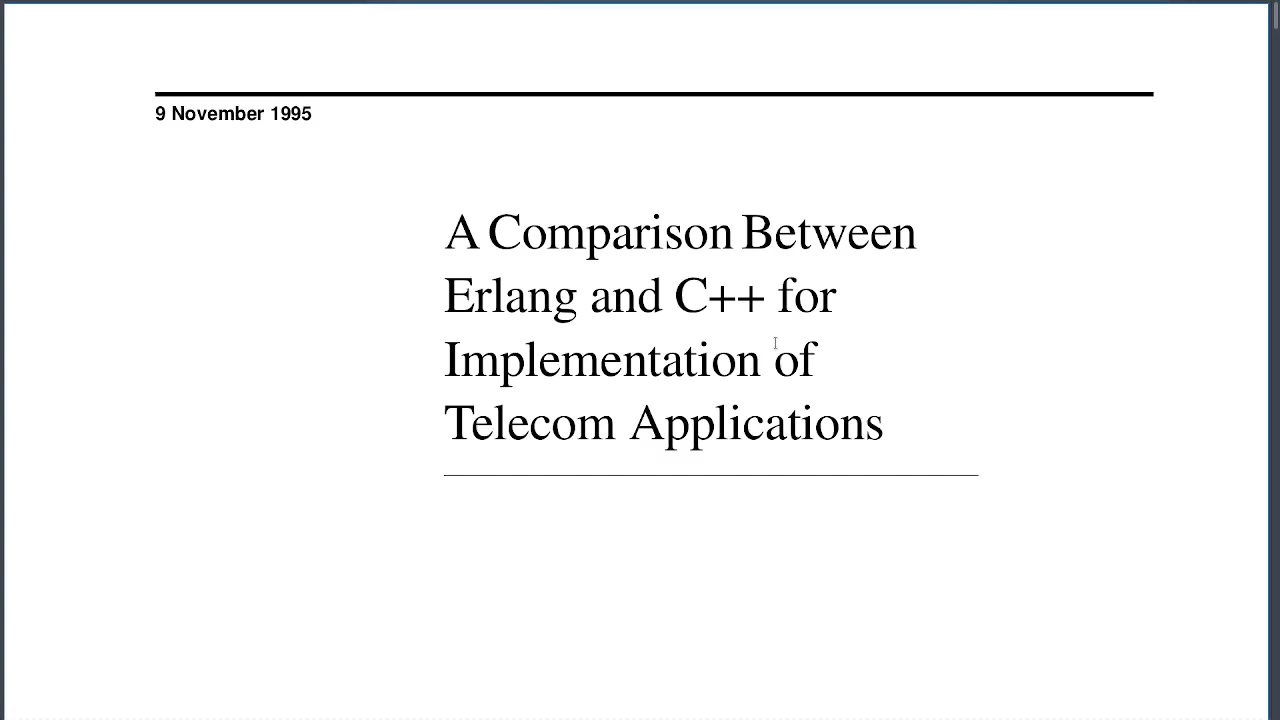 9 November 1995
A Comparison Between
Erlang and C++ for
Implementation of
Telecom Applications